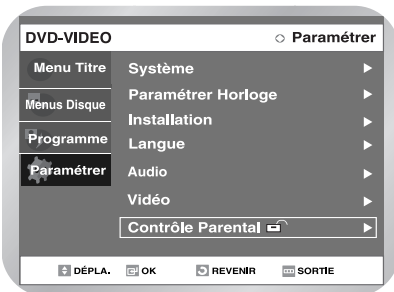 DVD-VIDEO Paramétrer
Menu Titre
Menus Disque
Programme
Paramétrer
Système
Paramétrer Horloge
Installation
Langue
Audio
Vidéo
Contrôle Parental
DÉPLA. OK REVENIR SORTIE